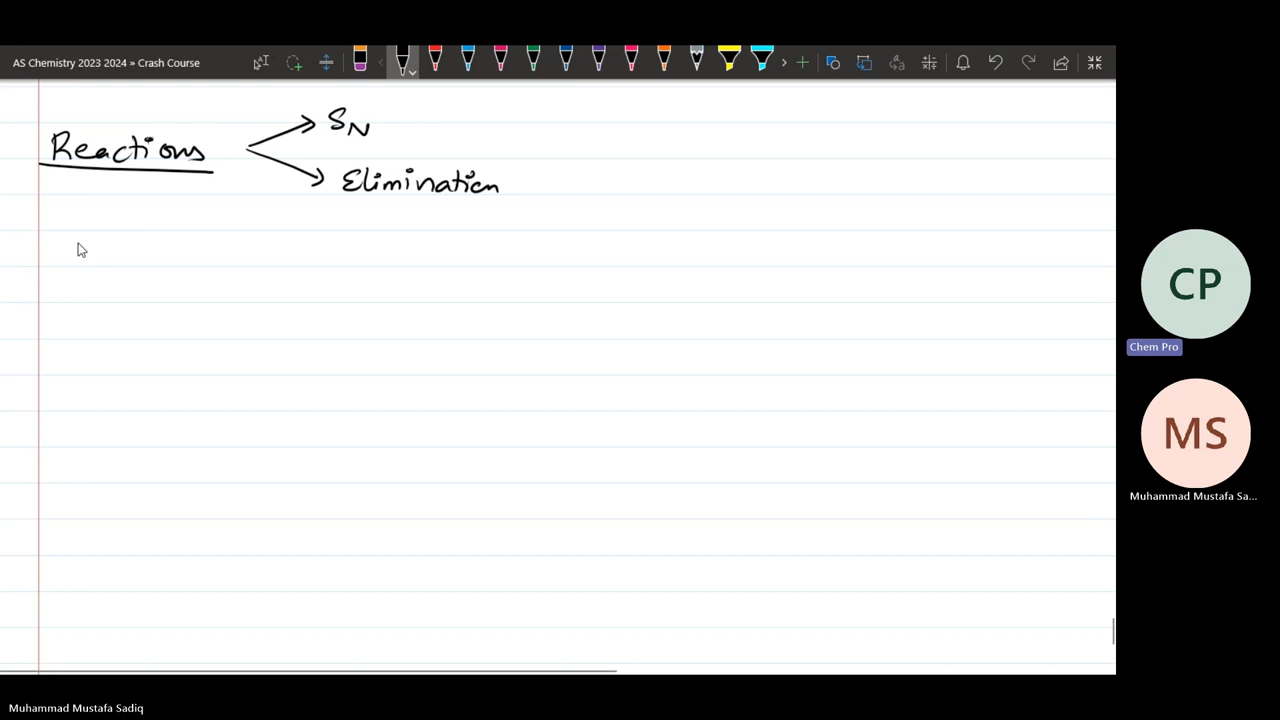 AS Chemistry 2023 2024 » Crash Course
SN
Reactions
Elimination
CP
Chem Pro
MS
Muhammad Mustafa Sa...
Muhammad Mustafa Sadiq